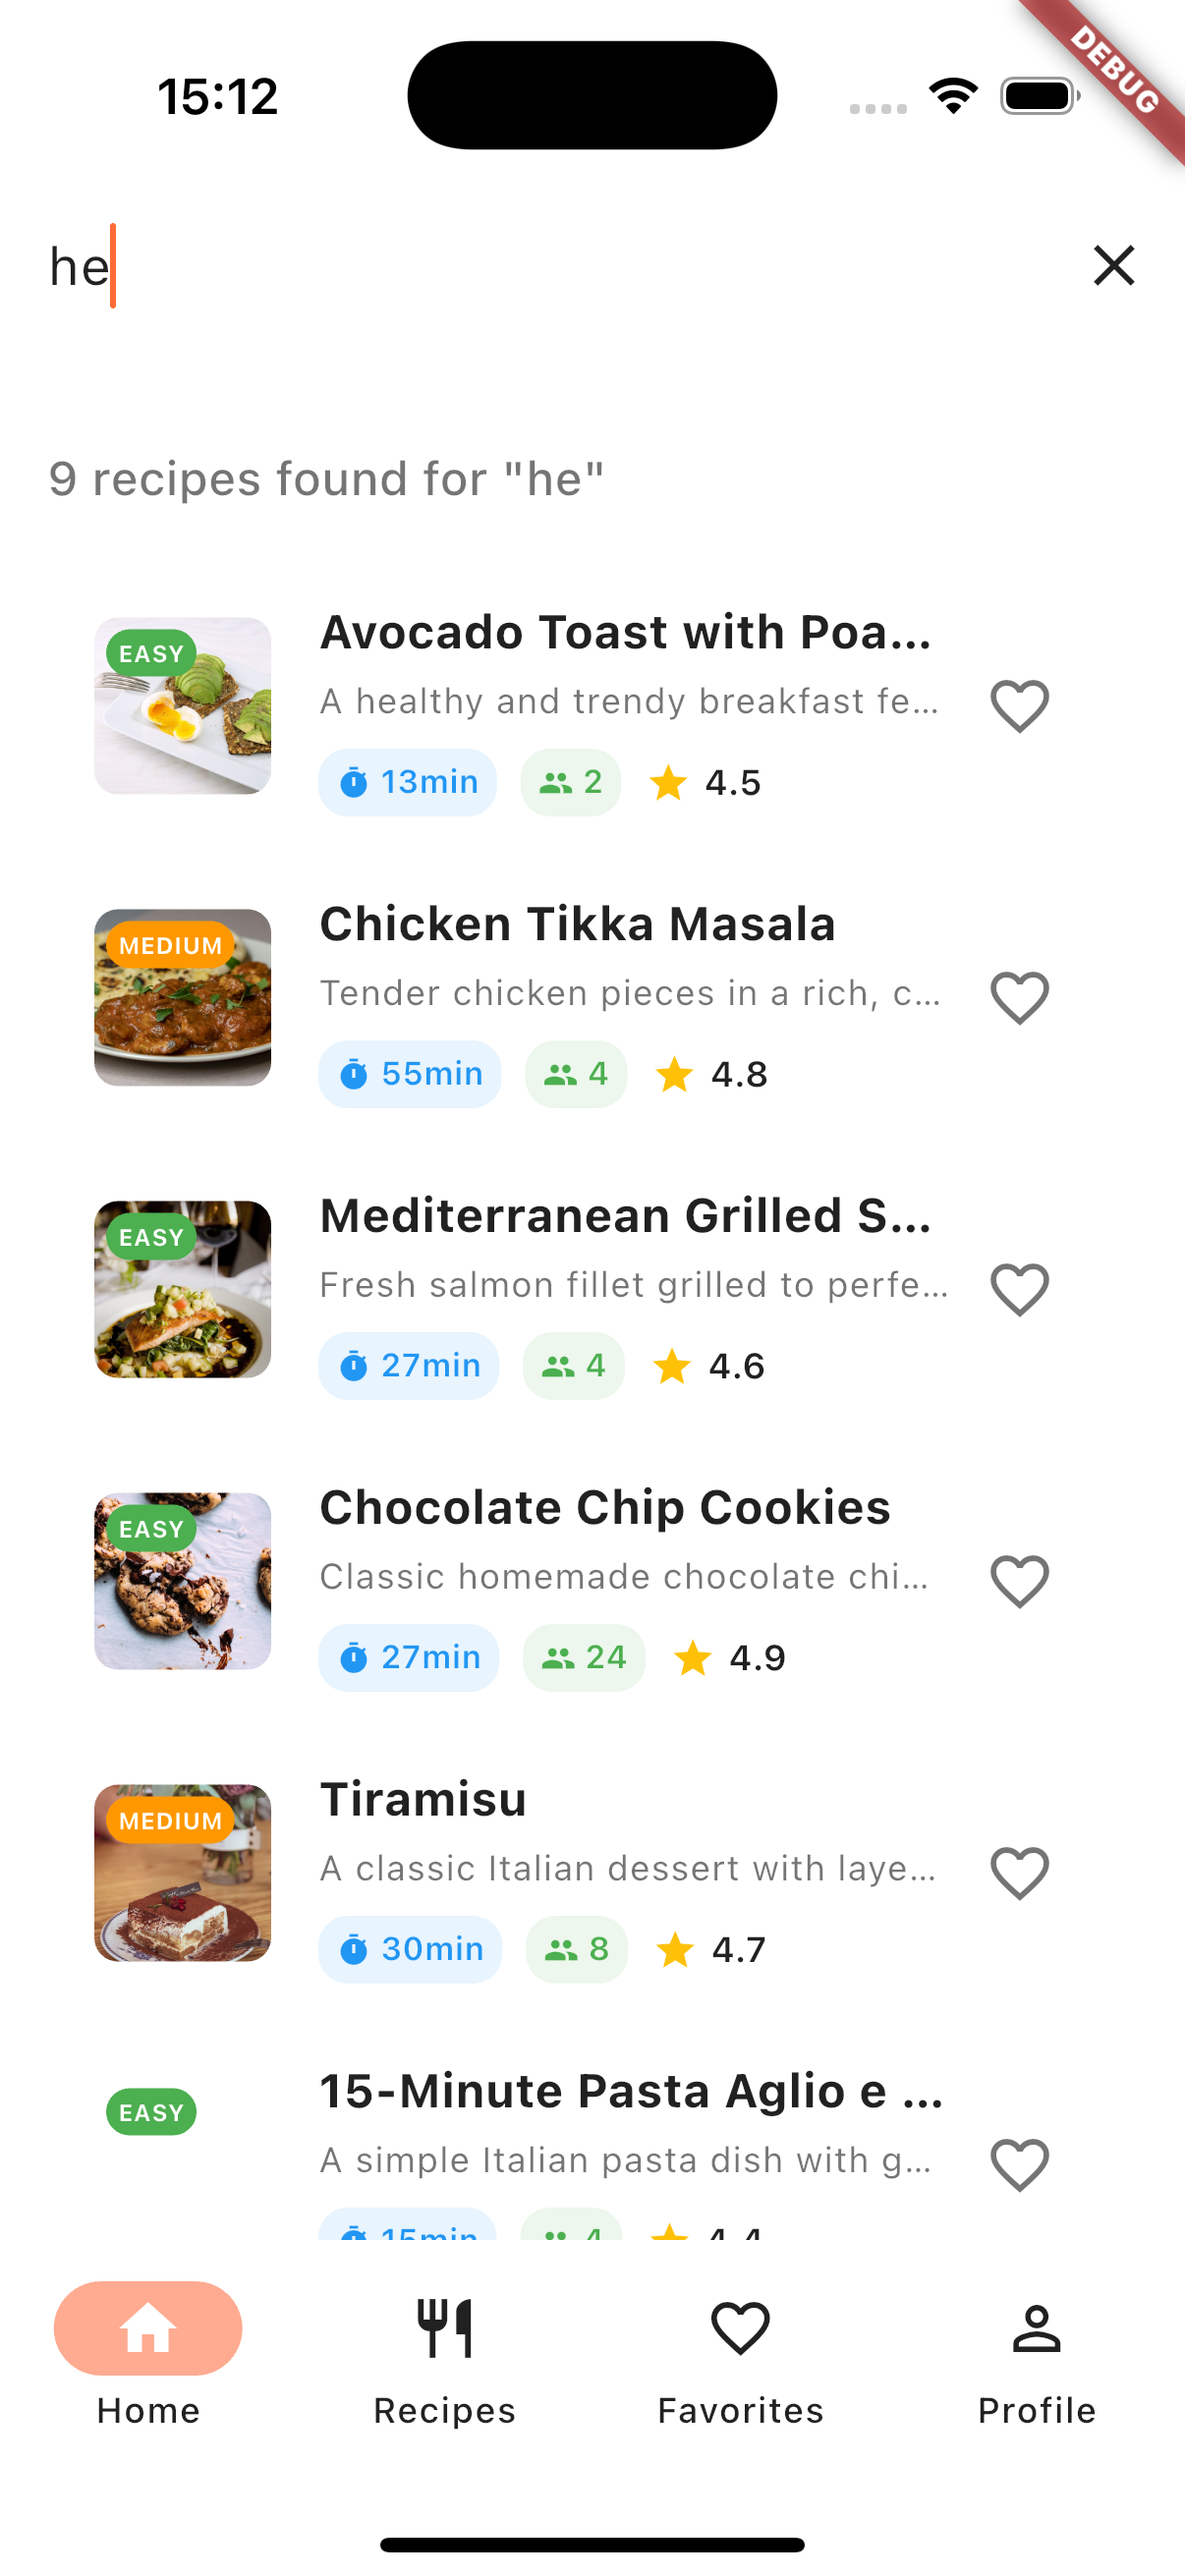 15:12
DEBUG
he
9 recipes found for "he"
EASY
Avocado Toast with Poa...
A healthy and trendy breakfast fe...
13min 2 4.5
MEDIUM
Chicken Tikka Masala
Tender chicken pieces in a rich, c...
55min 4 4.8
EASY
Mediterranean Grilled S...
Fresh salmon fillet grilled to perfe...
27min 4 4.6
EASY
Chocolate Chip Cookies
Classic homemade chocolate chi...
27min 24 4.9
MEDIUM
Tiramisu
A classic Italian dessert with laye...
30min 8 4.7
EASY
15-Minute Pasta Aglio e ...
A simple Italian pasta dish with g...
15min 4 4.4
Home Recipes Favorites Profile